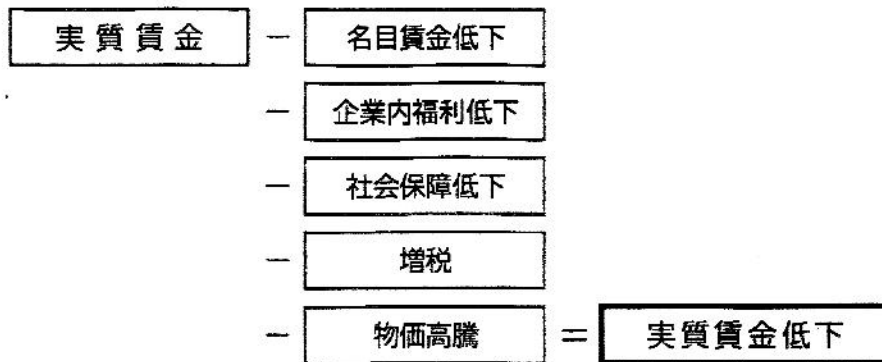 実質賃金 － 名目賃金低下
－ 企業内福利低下
－ 社会保障低下
－ 増税
－ 物価高騰 ＝ 実質賃金低下